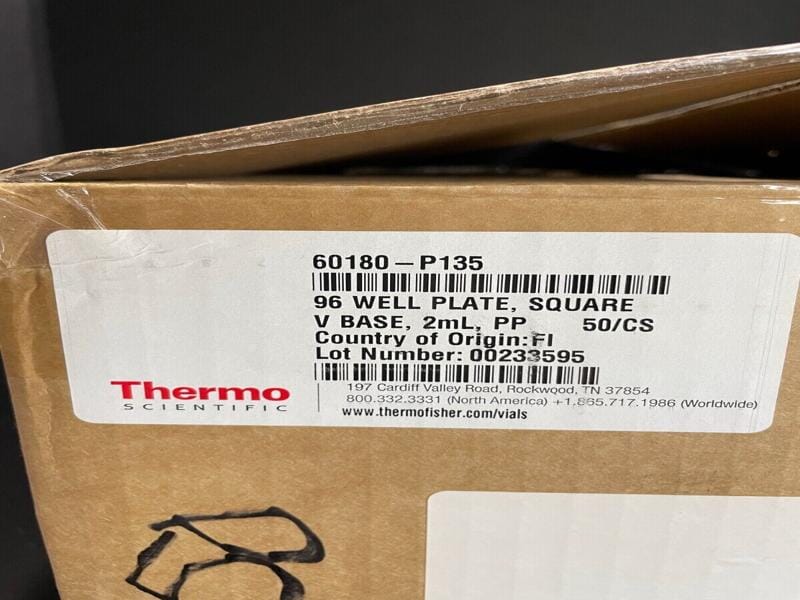 60180-P135
96 WELL PLATE, SQUARE
V BASE, 2mL, PP 50/CS
Country of Origin:FI
Lot Number: 00233595
Thermo
SCIENTIFIC
197 Cardiff Valley Road, Rockwood, TN 37854
800.332.3331 (North America) +1.865.717.1986 (Worldwide)
www.thermofisher.com/vials